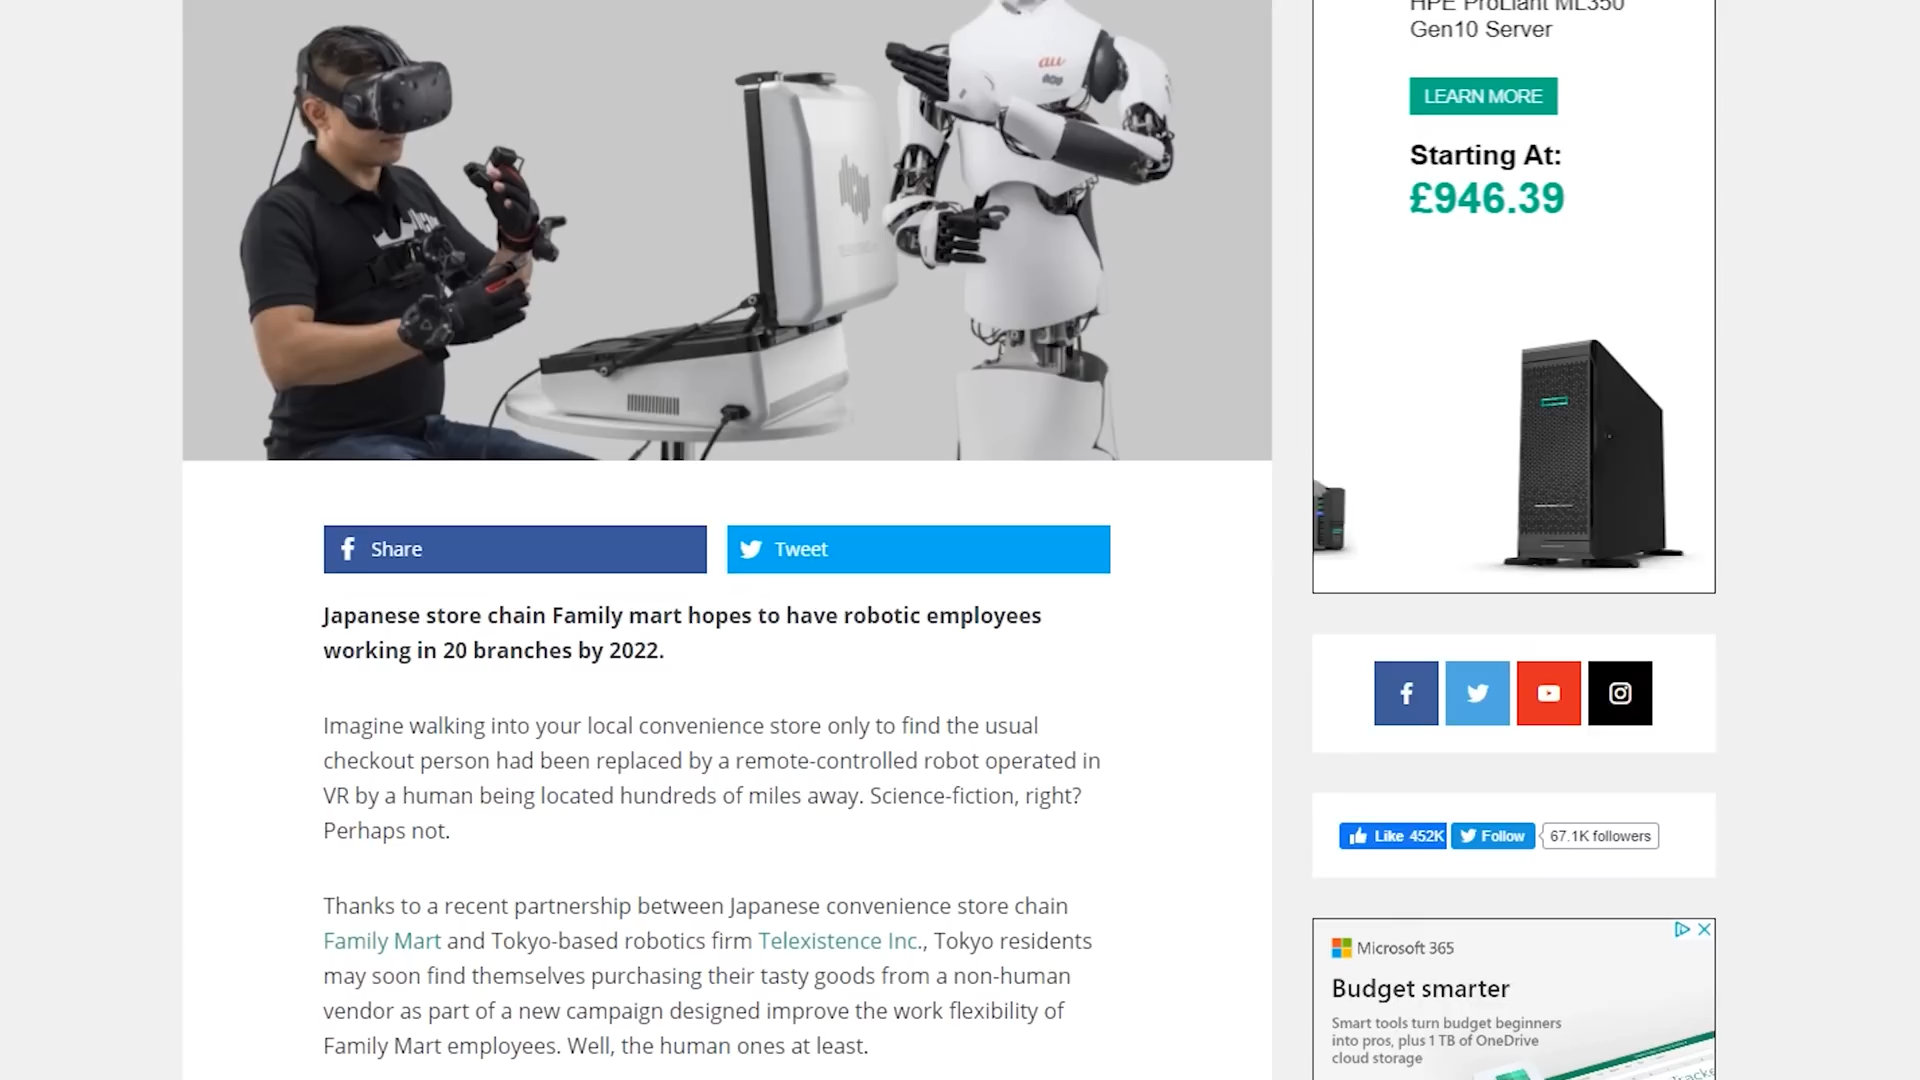 au
HPE ProLiant ML350
Gen10 Server
LEARN MORE
Starting At:
£946.39
Share
Tweet
Japanese store chain Family mart hopes to have robotic employees
working in 20 branches by 2022.
Imagine walking into your local convenience store only to find the usual
checkout person had been replaced by a remote-controlled robot operated in
VR by a human being located hundreds of miles away. Science-fiction, right?
Perhaps not.
Thanks to a recent partnership between Japanese convenience store chain
Family Mart and Tokyo-based robotics firm Telexistence Inc., Tokyo residents
may soon find themselves purchasing their tasty goods from a non-human
vendor as part of a new campaign designed improve the work flexibility of
Family Mart employees. Well, the human ones at least.
Like 452K
Follow
67.1K followers
Microsoft 365
Budget smarter
Smart tools turn budget beginners
into pros, plus 1 TB of OneDrive
cloud storage